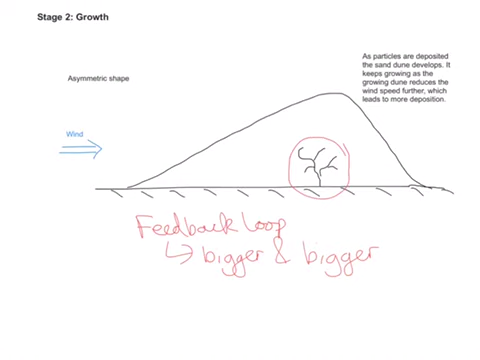 Stage 2: Growth
As particles are deposited
the sand dune develops. It
keeps growing as the
growing dune reduces the
wind speed further, which
leads to more deposition.
Asymmetric shape
Wind
Feedback loop
bigger & bigger